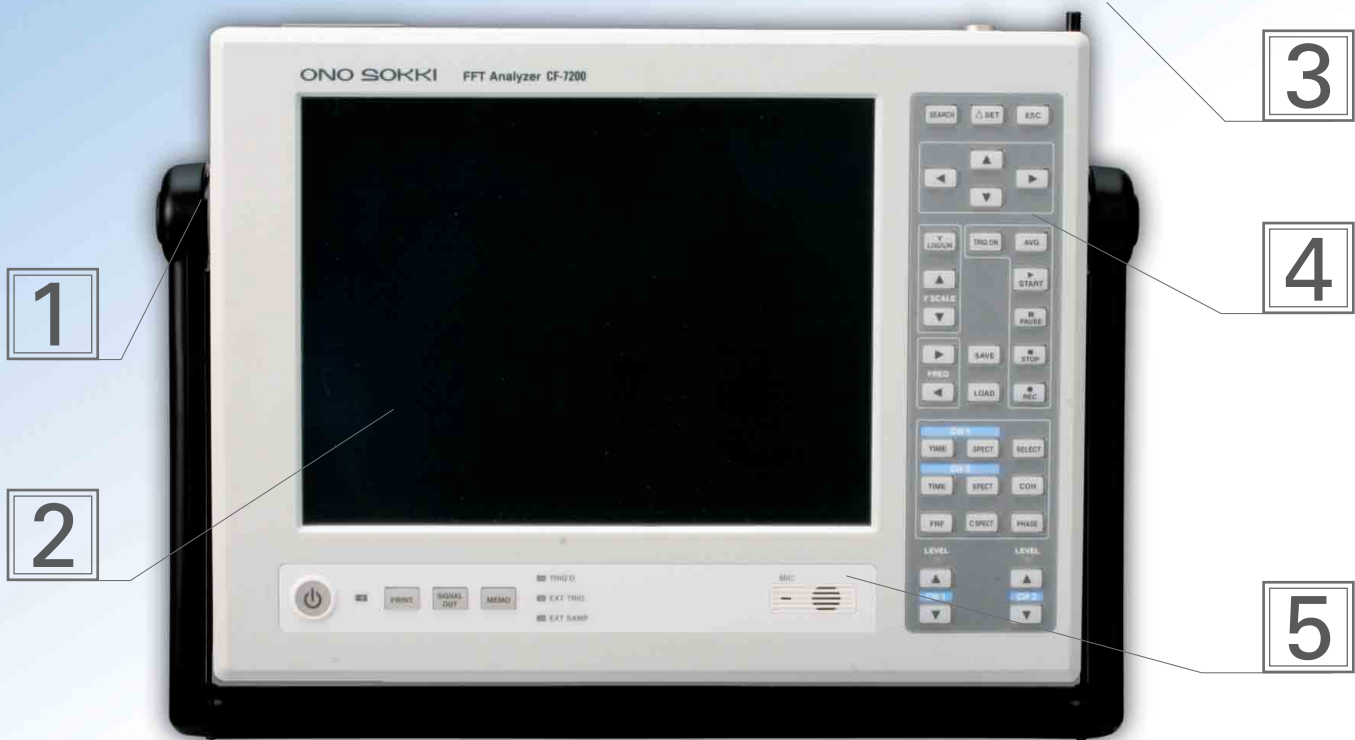 ONO SOKKI FFT Analyzer CF-7200
3
SEARCH △SET ESC
▲
◀ ▶
▼
Y LOG/LIN TRIG ON AVG
▲ ▶ START
Y SCALE
▼ PAUSE
▶ SAVE ■ STOP
FREQ
◀ LOAD ● REC
4
1
CH 1
TIME SPECT SELECT
CH 2
TIME SPECT COH
FRF C SPECT PHASE
LEVEL LEVEL
▲ ▲
CH 1 CH 2
▼ ▼
2
PRINT SIGNAL OUT MEMO
TRIG'D
EXT TRIG
EXT SAMP
MIC
5